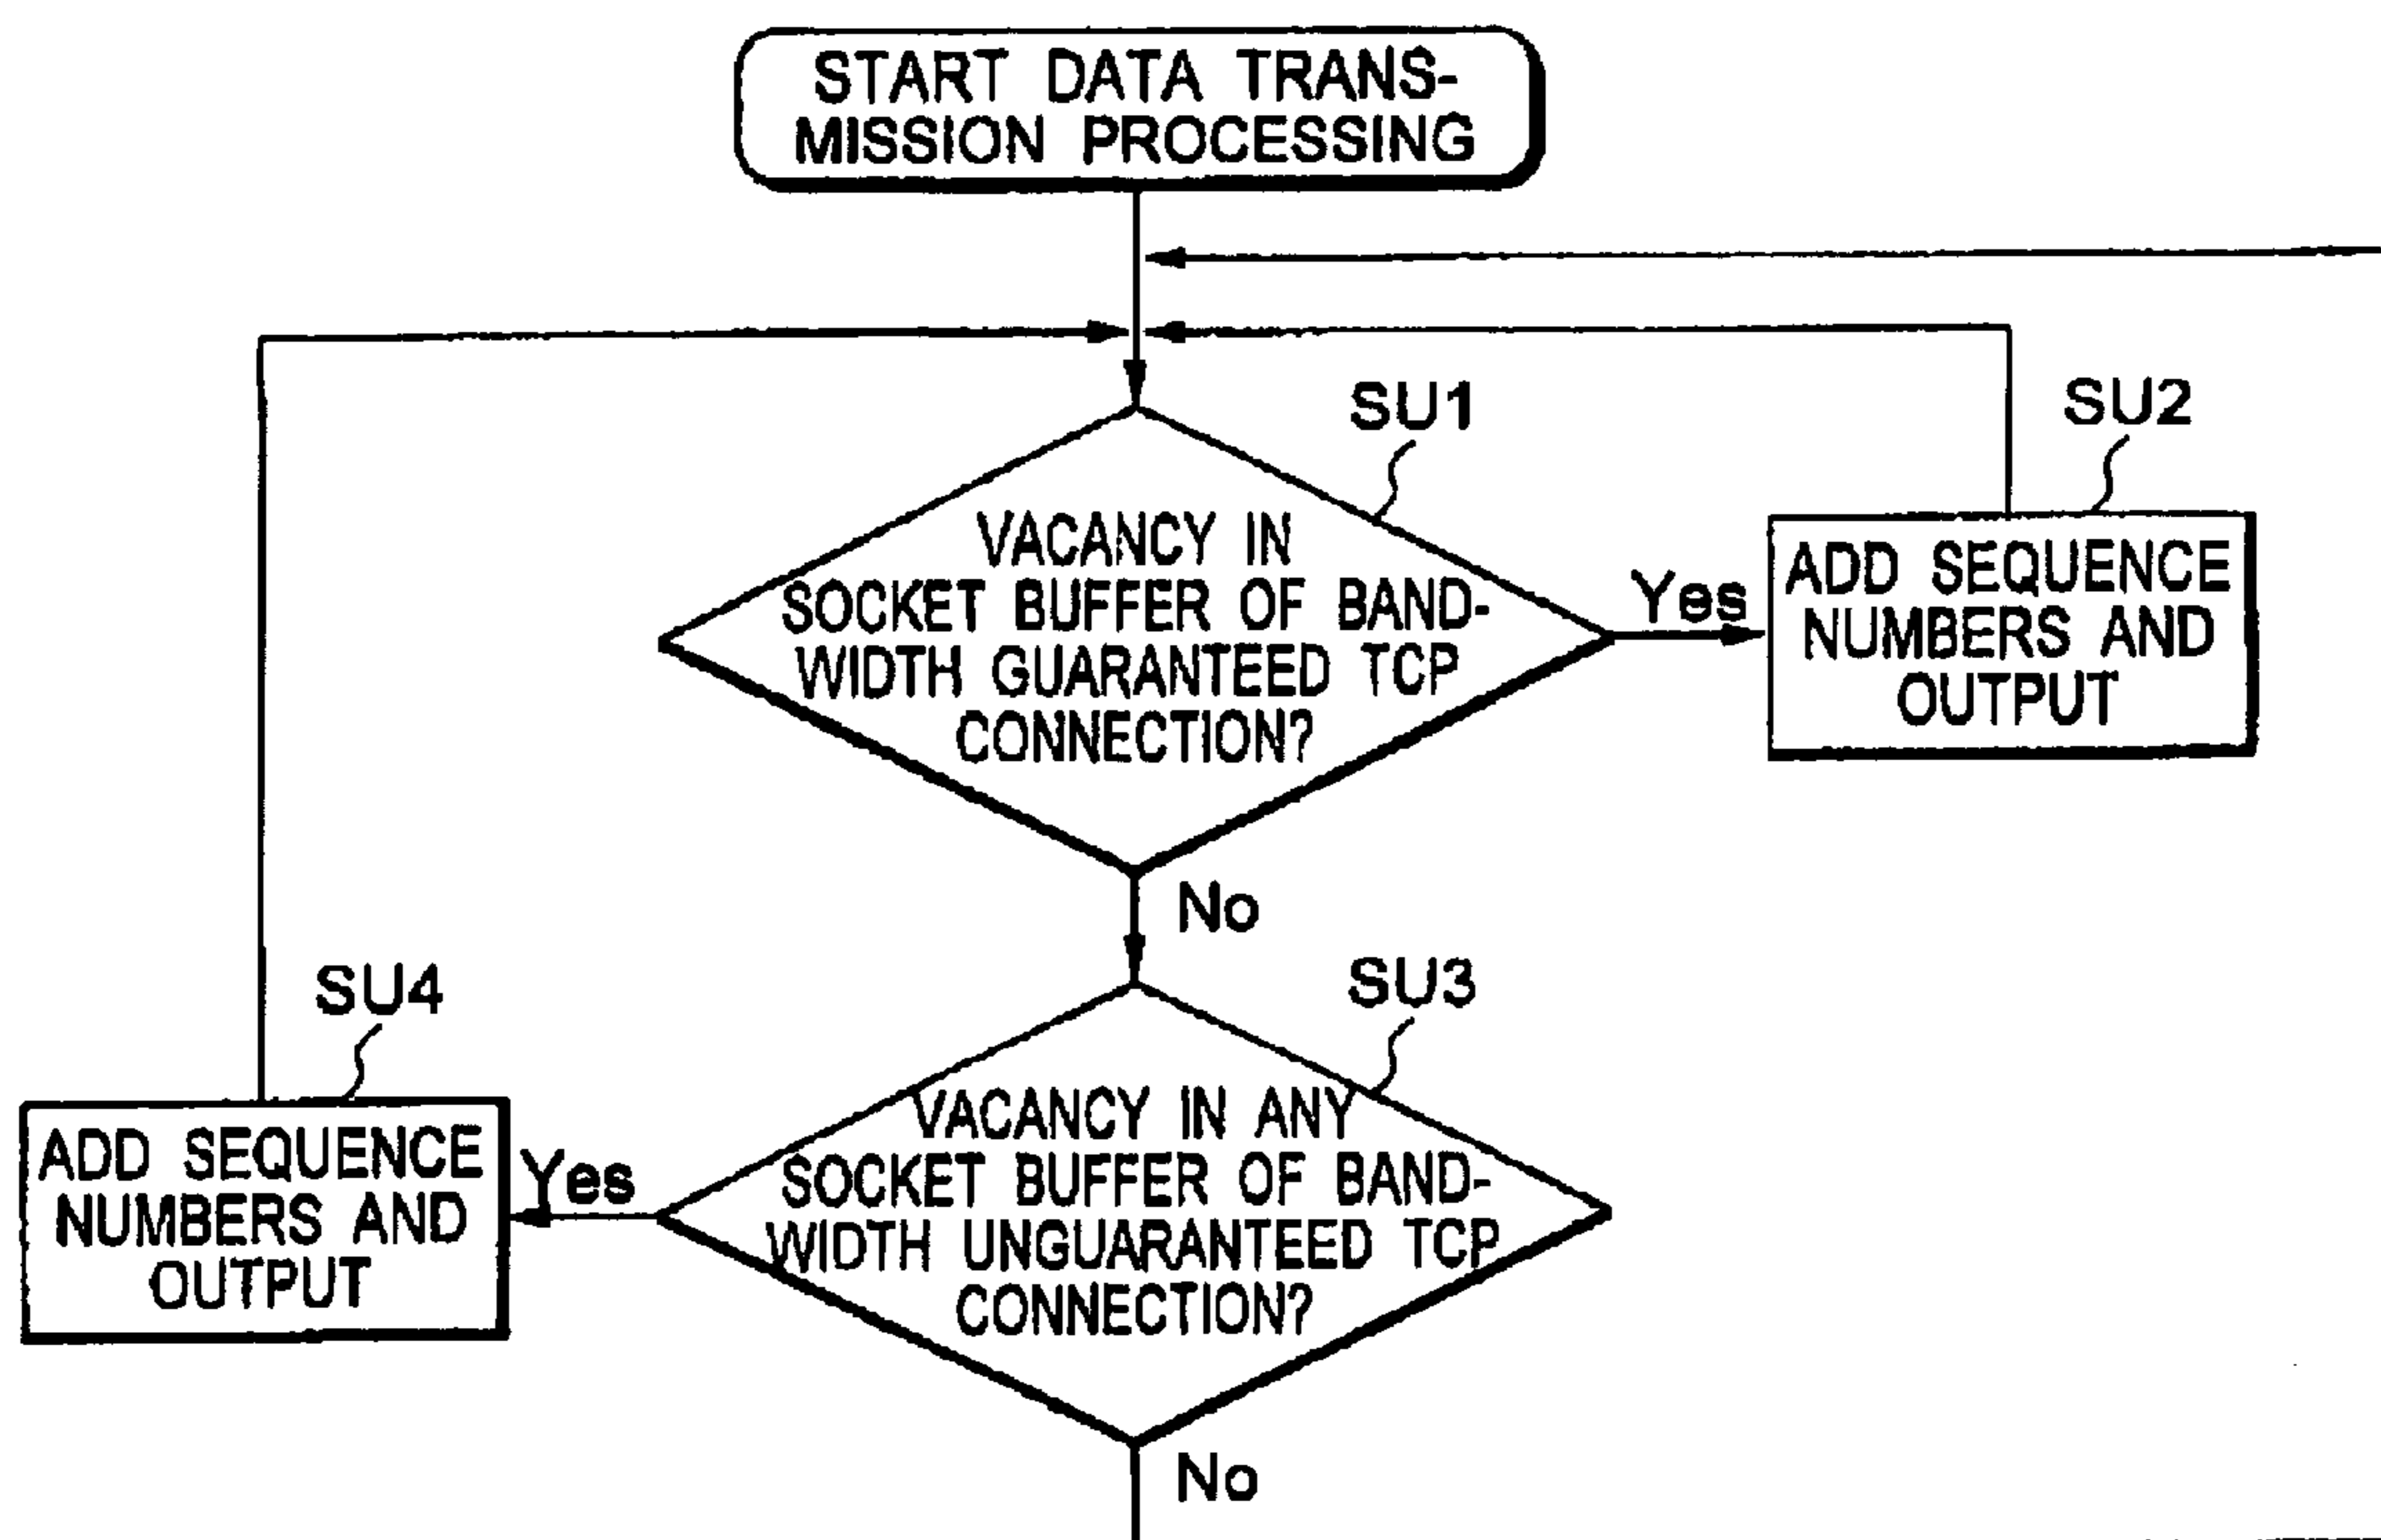 START DATA TRANS-
MISSION PROCESSING
SU1
VACANCY IN
SOCKET BUFFER OF BAND-
WIDTH GUARANTEED TCP
CONNECTION?
Yes
SU2
ADD SEQUENCE
NUMBERS AND
OUTPUT
No
SU3
VACANCY IN ANY
SOCKET BUFFER OF BAND-
WIDTH UNGUARANTEED TCP
CONNECTION?
Yes
SU4
ADD SEQUENCE
NUMBERS AND
OUTPUT
No